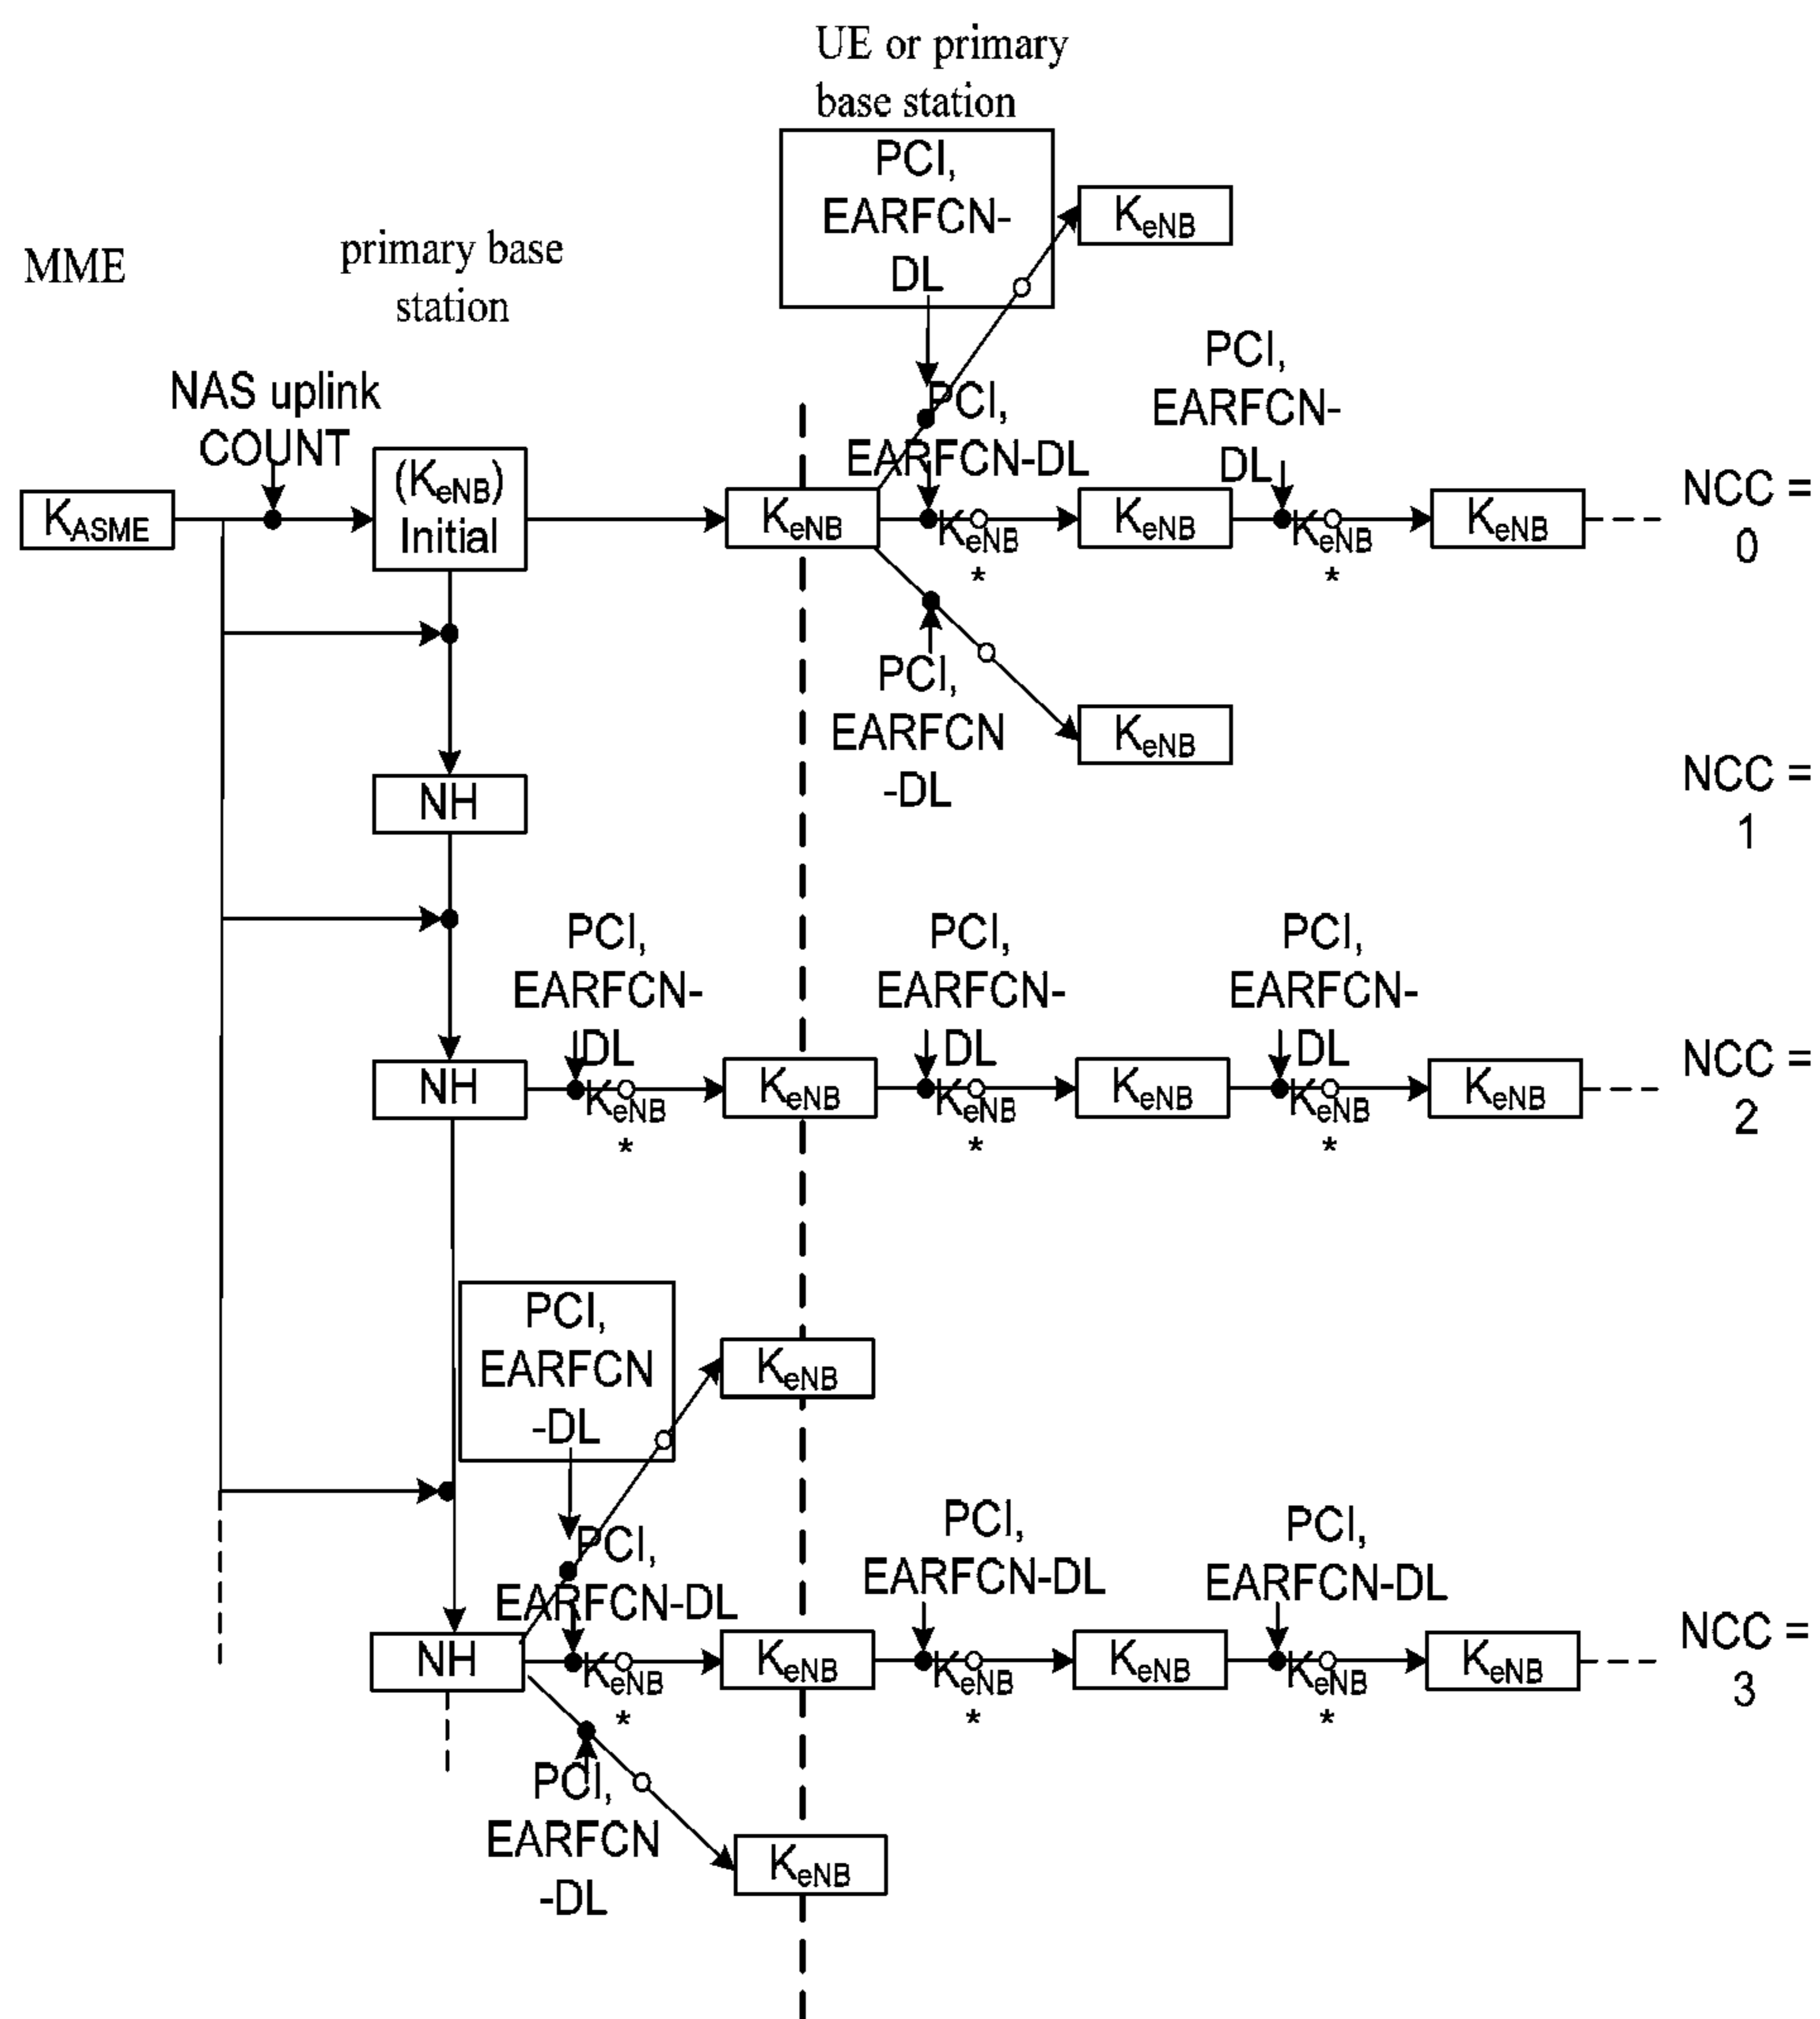 UE or primary
base station
PCI,
EARFCN-
DL
KeNB
MME
primary base
station
NAS uplink
COUNT
PCI,
EARFCN-DL
PCI,
EARFCN-
DL
KASME
(KeNB)
Initial
KeNB
KeNB
*
KeNB
KeNB
*
KeNB
NCC =
0
PCI,
EARFCN
-DL
KeNB
NH
NCC =
1
PCI,
EARFCN-
DL
PCI,
EARFCN-
DL
PCI,
EARFCN-
DL
NH
KeNB
*
KeNB
KeNB
*
KeNB
KeNB
*
KeNB
NCC =
2
PCI,
EARFCN
-DL
KeNB
PCI,
EARFCN-DL
PCI,
EARFCN-DL
PCI,
EARFCN-DL
NH
KeNB
*
KeNB
KeNB
*
KeNB
KeNB
*
KeNB
NCC =
3
PCI,
EARFCN
-DL
KeNB